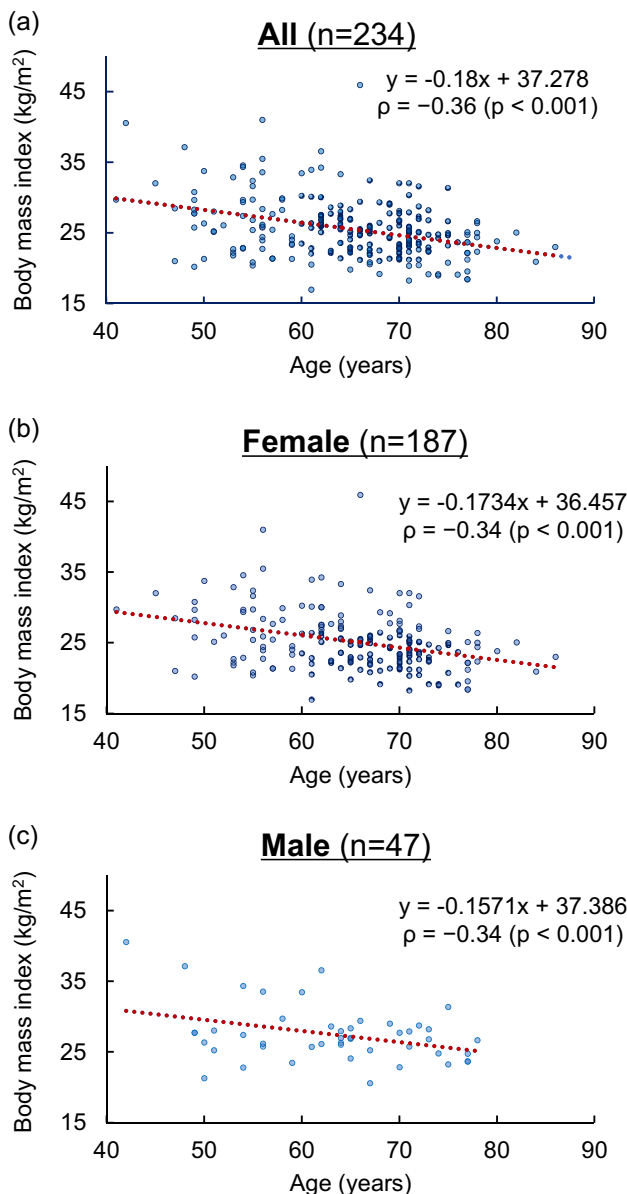 (a)
All (n=234)
y = -0.18x + 37.278
ρ = −0.36 (p < 0.001)
Body mass index (kg/m²)
45
35
25
15
40 50 60 70 80 90
Age (years)
(b)
Female (n=187)
y = -0.1734x + 36.457
ρ = −0.34 (p < 0.001)
Body mass index (kg/m²)
45
35
25
15
40 50 60 70 80 90
Age (years)
(c)
Male (n=47)
y = -0.1571x + 37.386
ρ = −0.34 (p < 0.001)
Body mass index (kg/m²)
45
35
25
15
40 50 60 70 80 90
Age (years)